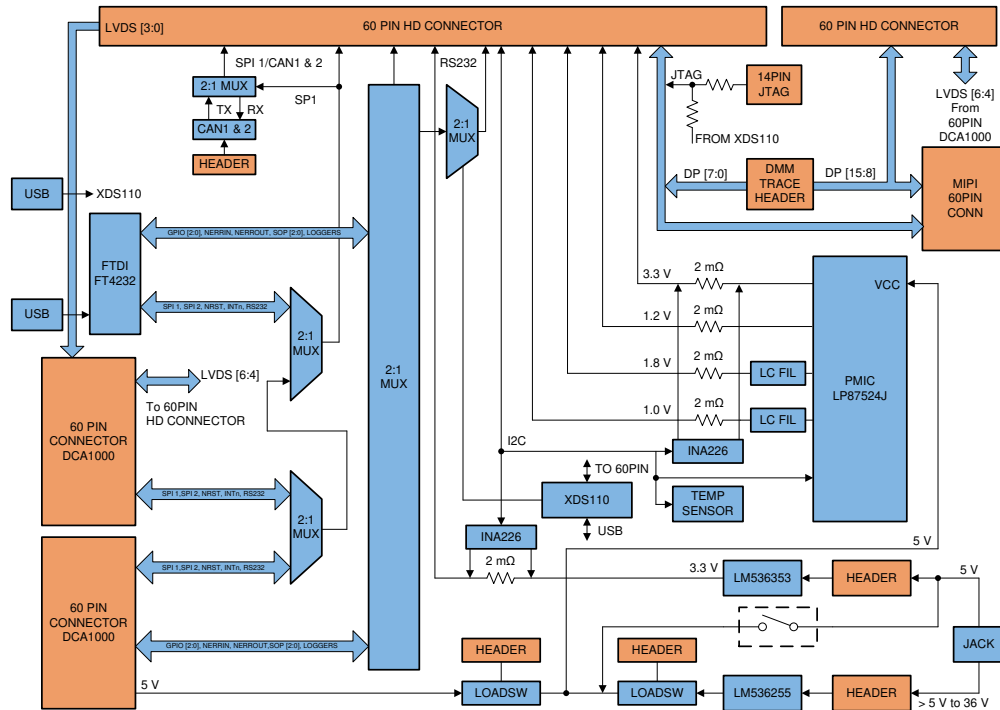 LVDS [3:0]
60 PIN HD CONNECTOR
60 PIN HD CONNECTOR
SPI 1/CAN1 & 2
RS232
2:1 MUX
SP1
TX
RX
CAN1 & 2
HEADER
2:1
MUX
JTAG
14PIN
JTAG
FROM XDS110
LVDS [6:4]
From
60PIN
DCA1000
USB
XDS110
DP [7:0]
DMM
TRACE
HEADER
DP [15:8]
MIPI
60PIN
CONN
FTDI
FT4232
GPIO [2:0], NERRIN, NERROUT, SOP [2:0], LOGGERS
USB
SPI 1, SPI 2, NRST, INTn, RS232
2:1
MUX
2:1
MUX
3.3 V
2 mΩ
VCC
1.2 V
2 mΩ
1.8 V
2 mΩ
LC FIL
PMIC
LP87524J
1.0 V
2 mΩ
LC FIL
60 PIN
CONNECTOR
DCA1000
LVDS [6:4]
To 60PIN
HD CONNECTOR
SPI 1,SPI 2, NRST, INTn, RS232
2:1
MUX
SPI 1,SPI 2, NRST, INTn, RS232
I2C
INA226
TO 60PIN
XDS110
USB
TEMP
SENSOR
INA226
2 mΩ
5 V
3.3 V
LM536353
HEADER
5 V
60 PIN
CONNECTOR
DCA1000
GPIO [2:0], NERRIN, NERROUT,SOP [2:0], LOGGERS
JACK
5 V
HEADER
LOADSW
HEADER
LOADSW
LM536255
HEADER
> 5 V to 36 V